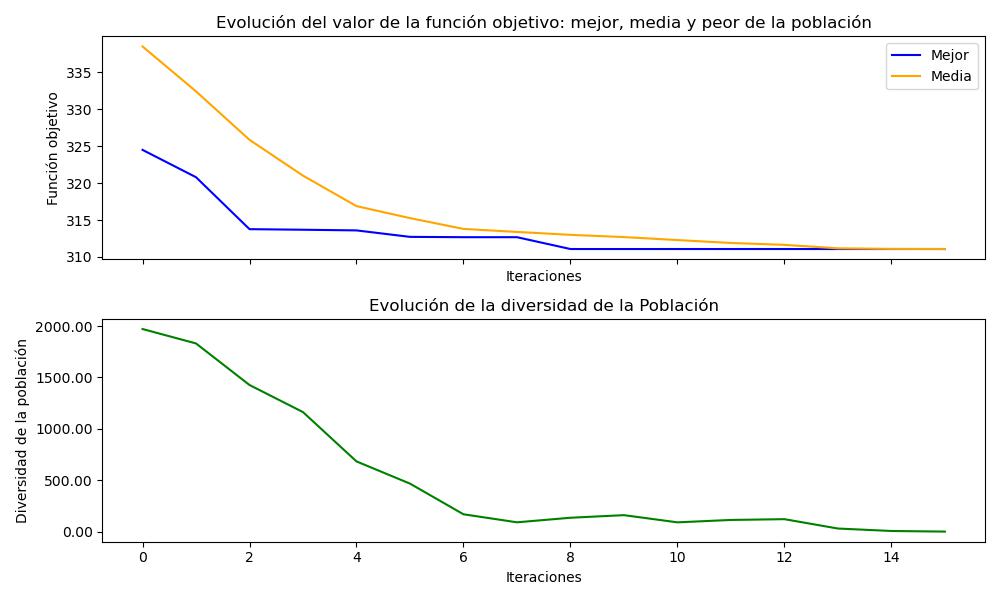 Evolución del valor de la función objetivo: mejor, media y peor de la población
Función objetivo
335
330
325
320
315
310
Mejor
Media
Iteraciones
Evolución de la diversidad de la Población
Diversidad de la población
2000.00
1500.00
1000.00
500.00
0.00
0 2 4 6 8 10 12 14
Iteraciones